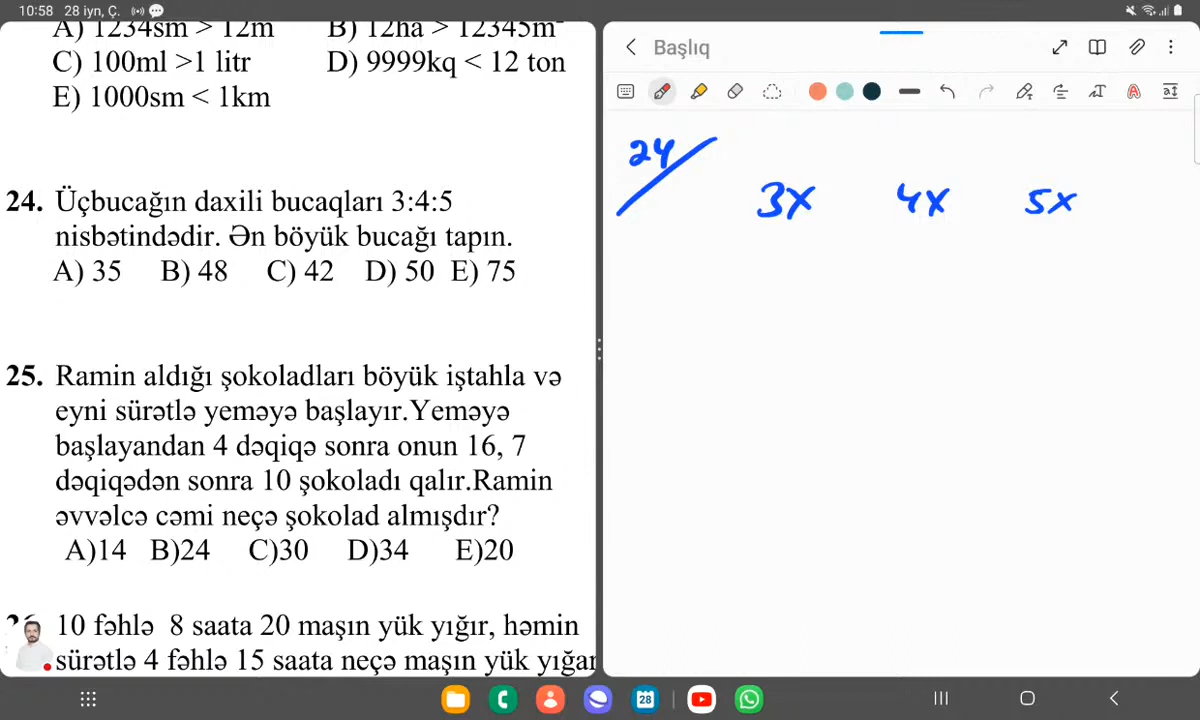 10:58 28 iyn, Ç.
A) 1234sm > 12m B) 12ha > 12345m²
C) 100ml >1 litr D) 9999kq < 12 ton
E) 1000sm < 1km
24. Üçbucağın daxili bucaqları 3:4:5
nisbətindədir. Ən böyük bucağı tapın.
A) 35 B) 48 C) 42 D) 50 E) 75
25. Ramin aldığı şokoladları böyük iştahla və
eyni sürətlə yeməyə başlayır.Yeməyə
başlayandan 4 dəqiqə sonra onun 16, 7
dəqiqədən sonra 10 şokoladı qalır.Ramin
əvvəlcə cəmi neçə şokolad almışdır?
A)14 B)24 C)30 D)34 E)20
10 fəhlə 8 saata 20 maşın yük yığır, həmin
sürətlə 4 fəhlə 15 saata neçə maşın yük yığar
Başlıq
24
3x 4x 5x
28